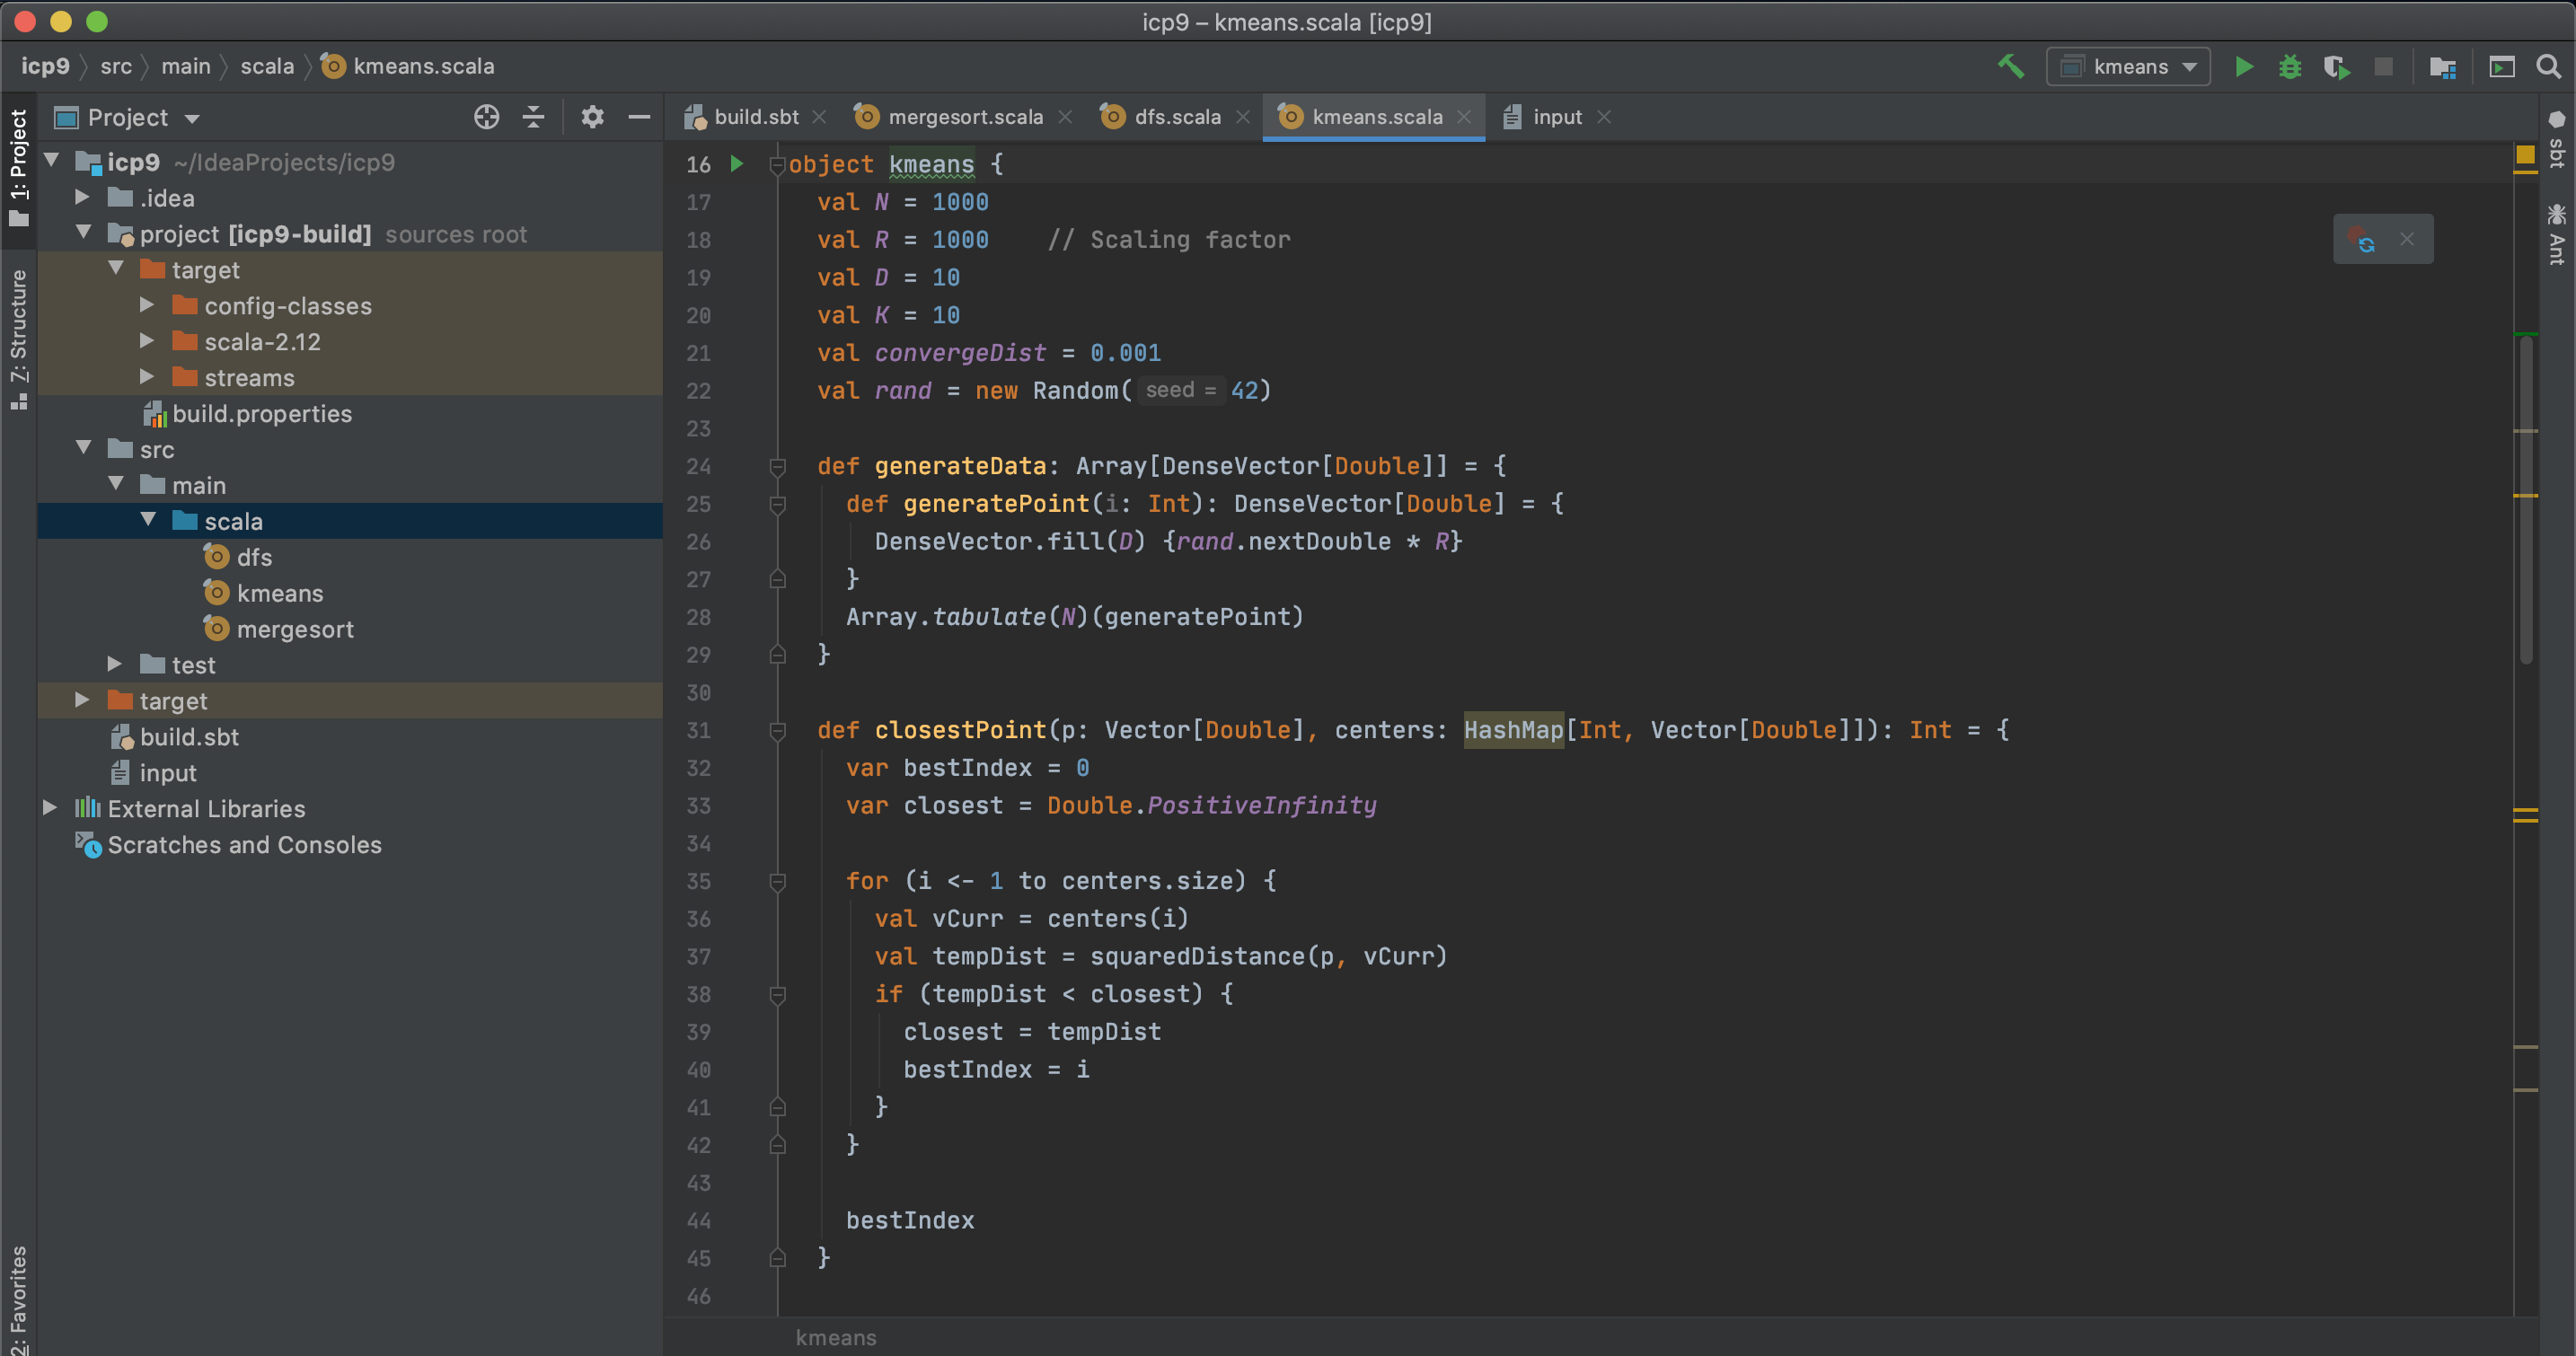 icp9 – kmeans.scala [icp9]
icp9 src main scala kmeans.scala
kmeans
1: Project
Z: Structure
2: Favorites
Project
icp9 ~/IdeaProjects/icp9
.idea
project [icp9-build] sources root
target
config-classes
scala-2.12
streams
build.properties
src
main
scala
dfs
kmeans
mergesort
test
target
build.sbt
input
External Libraries
Scratches and Consoles
build.sbt mergesort.scala dfs.scala kmeans.scala input
16 object kmeans {
17 val N = 1000
18 val R = 1000 // Scaling factor
19 val D = 10
20 val K = 10
21 val convergeDist = 0.001
22 val rand = new Random( seed = 42)
23
24 def generateData: Array[DenseVector[Double]] = {
25 def generatePoint(i: Int): DenseVector[Double] = {
26 DenseVector.fill(D) {rand.nextDouble * R}
27 }
28 Array.tabulate(N)(generatePoint)
29 }
30
31 def closestPoint(p: Vector[Double], centers: HashMap[Int, Vector[Double]]): Int = {
32 var bestIndex = 0
33 var closest = Double.PositiveInfinity
34
35 for (i <- 1 to centers.size) {
36 val vCurr = centers(i)
37 val tempDist = squaredDistance(p, vCurr)
38 if (tempDist < closest) {
39 closest = tempDist
40 bestIndex = i
41 }
42 }
43
44 bestIndex
45 }
46
kmeans
sbt
Ant